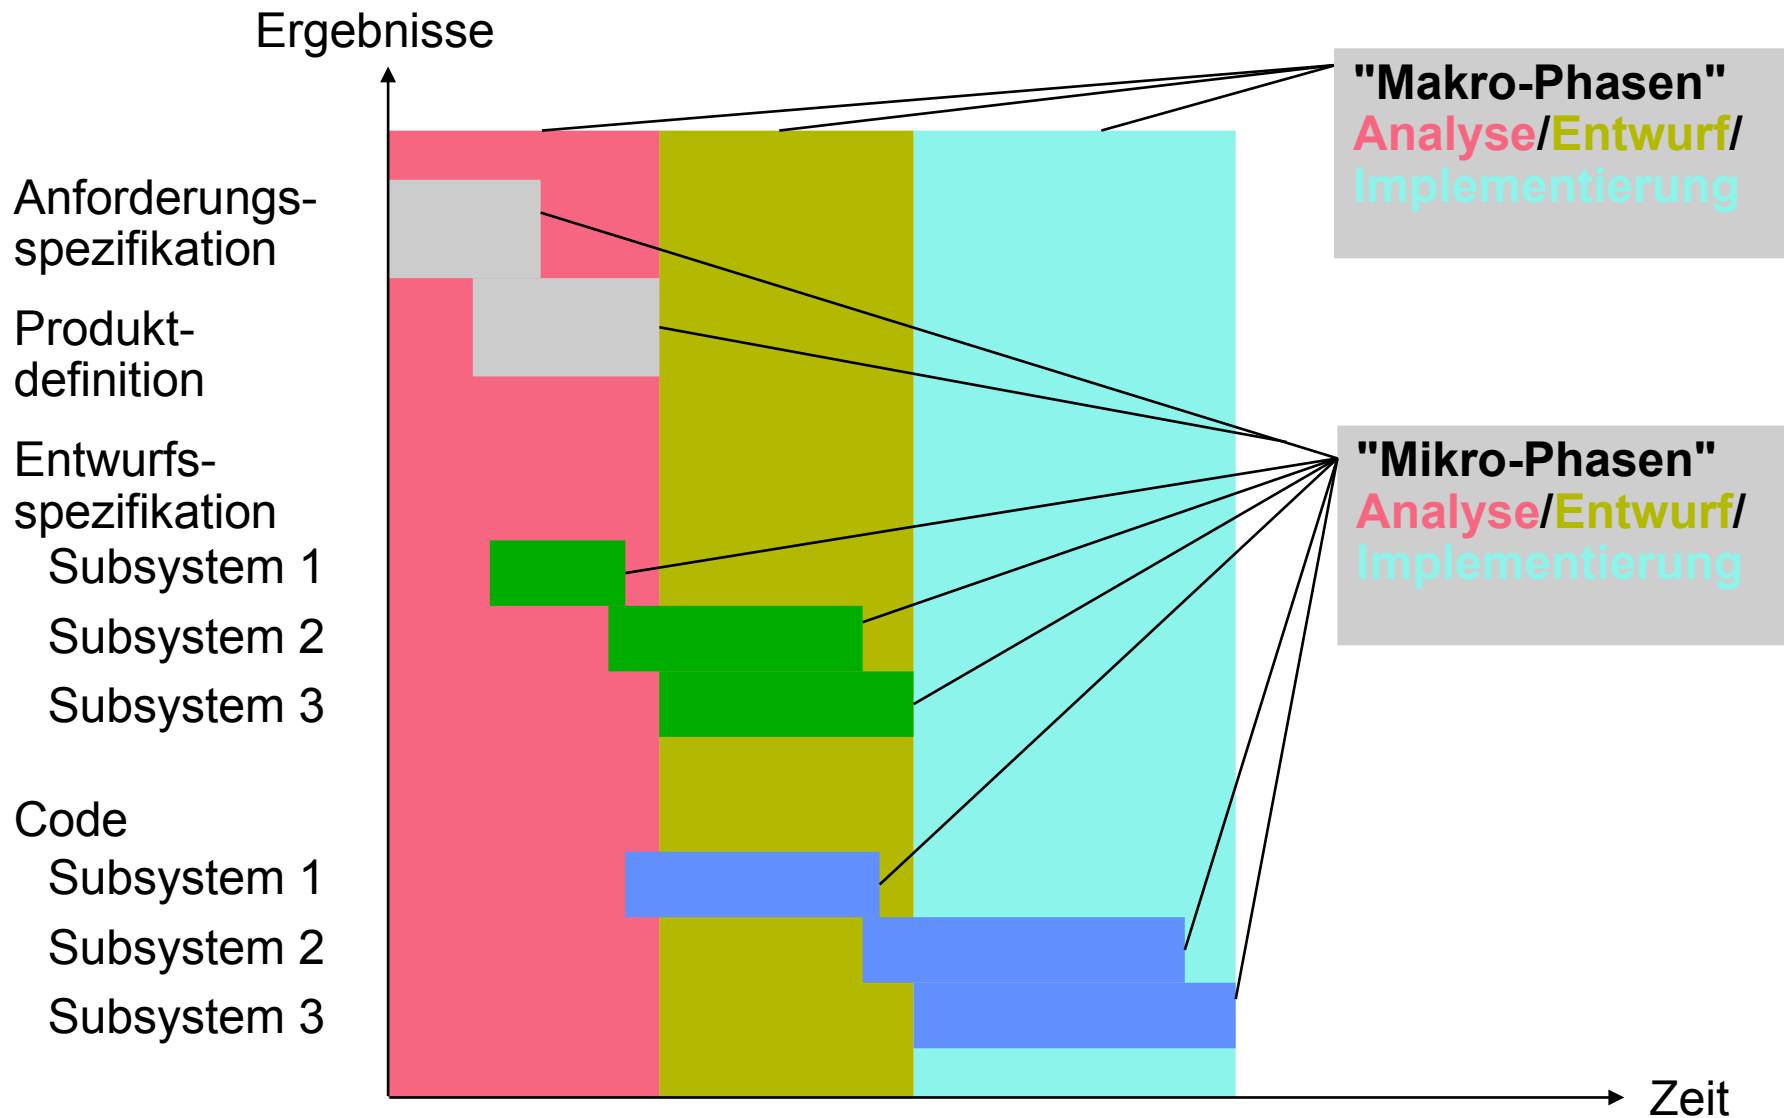 Ergebnisse
"Makro-Phasen"
Analyse/Entwurf/
Implementierung
Anforderungs-
spezifikation
Produkt-
definition
Entwurfs-
spezifikation
Subsystem 1
Subsystem 2
Subsystem 3
"Mikro-Phasen"
Analyse/Entwurf/
Implementierung
Code
Subsystem 1
Subsystem 2
Subsystem 3
Zeit